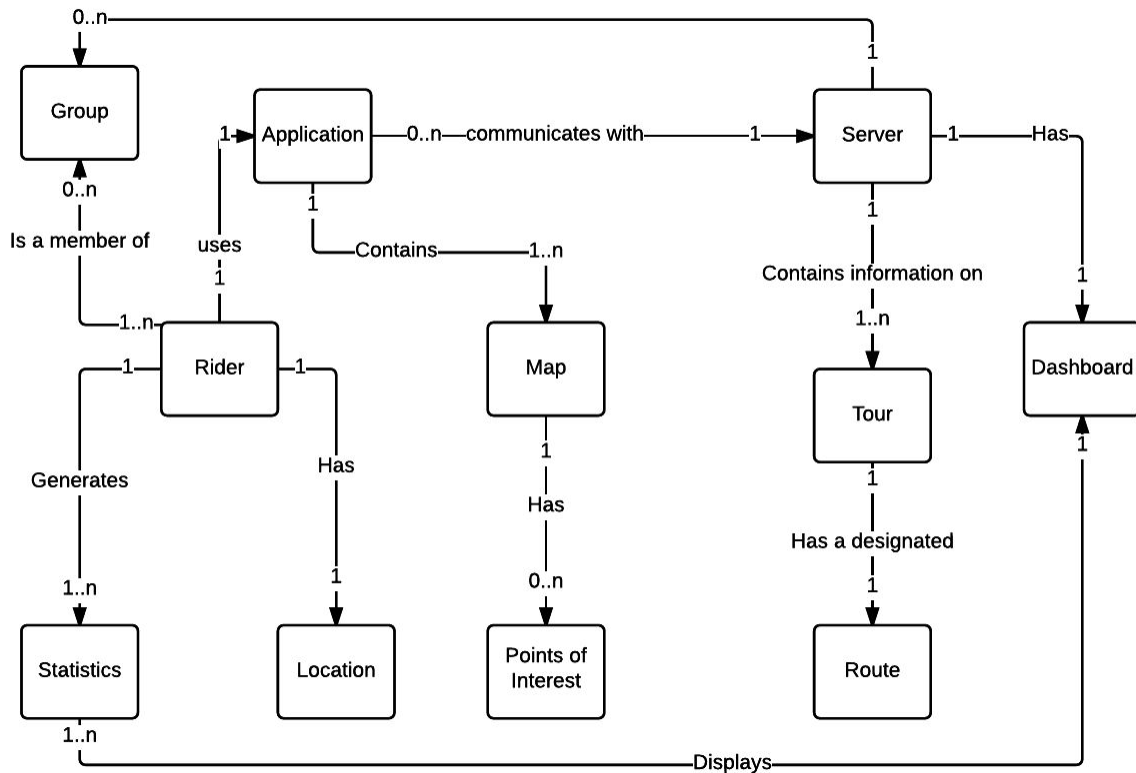 0..n
1
Group
1
Application
0..n
communicates with
1
Server
1
Has
0..n
1
1
Is a member of
uses
Contains
1..n
1
Contains information on
1
1
1..n
1..n
Rider
Map
Dashboard
1
1
Tour
1
1
1
Has
Generates
Has
Has a designated
1
0..n
1
1..n
Statistics
Location
Points of
Interest
Route
1..n
Displays